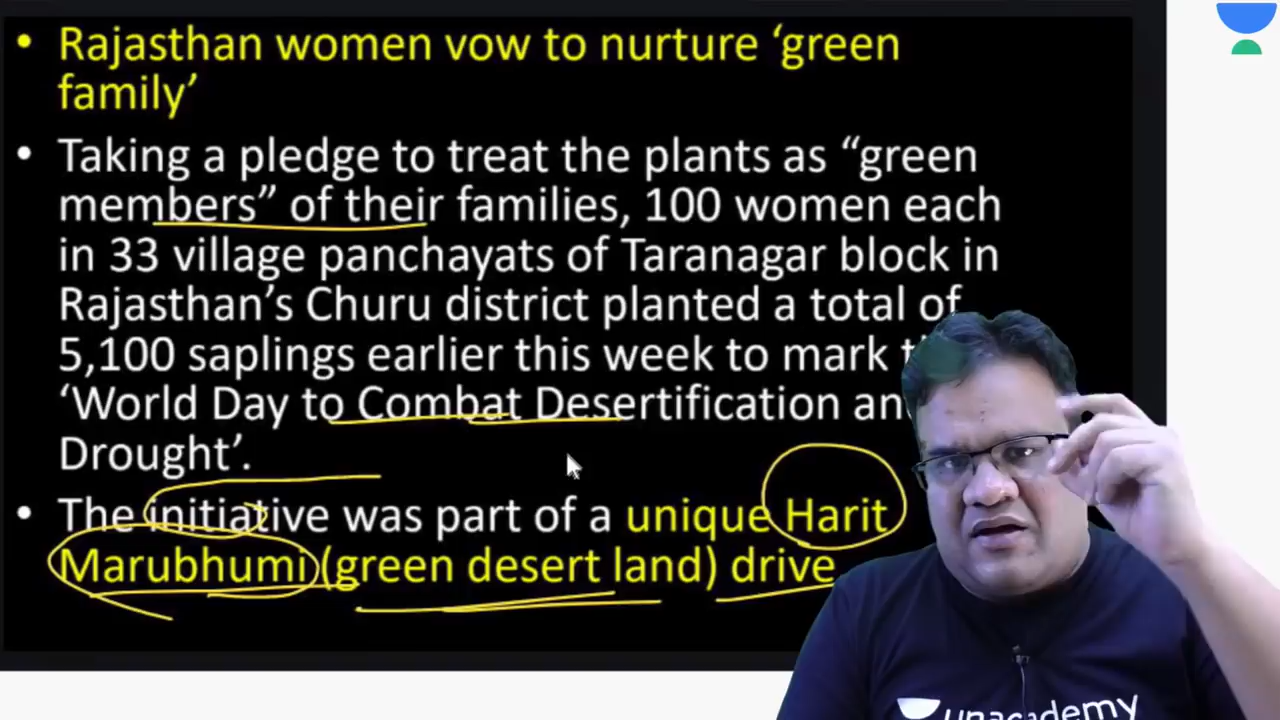 • Rajasthan women vow to nurture ‘green
family’
• Taking a pledge to treat the plants as “green
members” of their families, 100 women each
in 33 village panchayats of Taranagar block in
Rajasthan’s Churu district planted a total of
5,100 saplings earlier this week to mark
‘World Day to Combat Desertification
Drought’.
• The initiative was part of a unique Harit
Marubhumi (green desert land) drive
unacademy